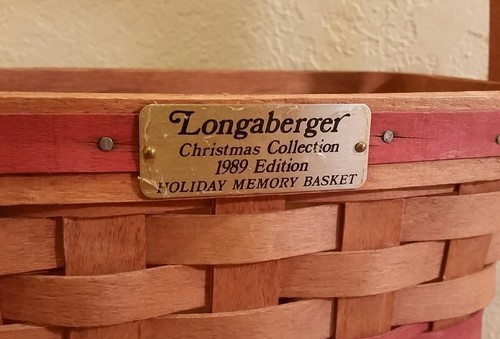 Longaberger
Christmas Collection
1989 Edition
HOLIDAY MEMORY BASKET